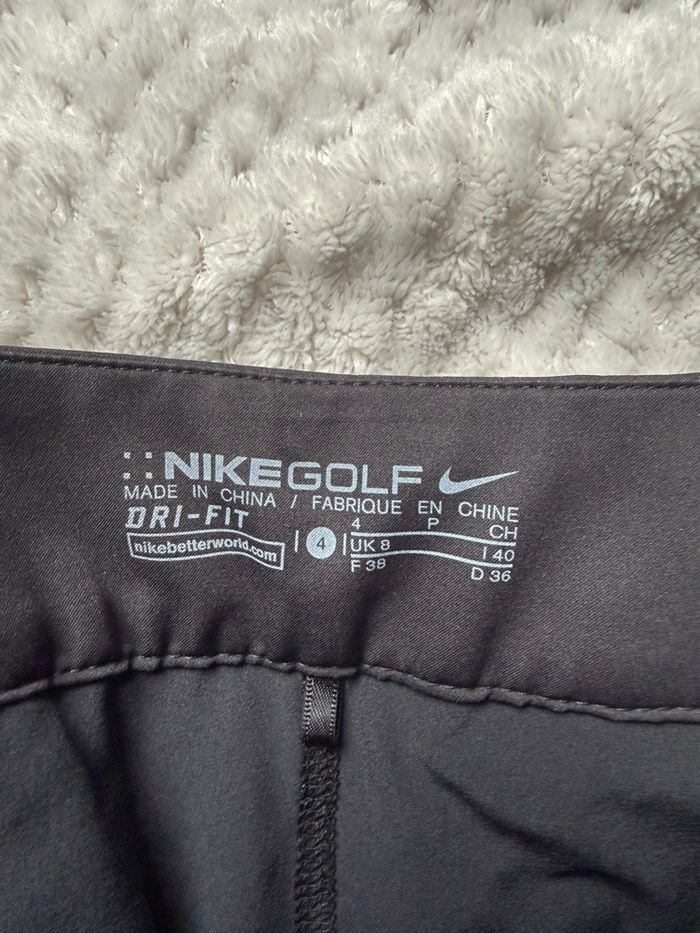 NIKEGOLF
MADE IN CHINA / FABRIQUE EN CHINE
DRI-FIT
nikebetterworld.com
4
4 P CH
UK 8 I 40
F 38 D 36